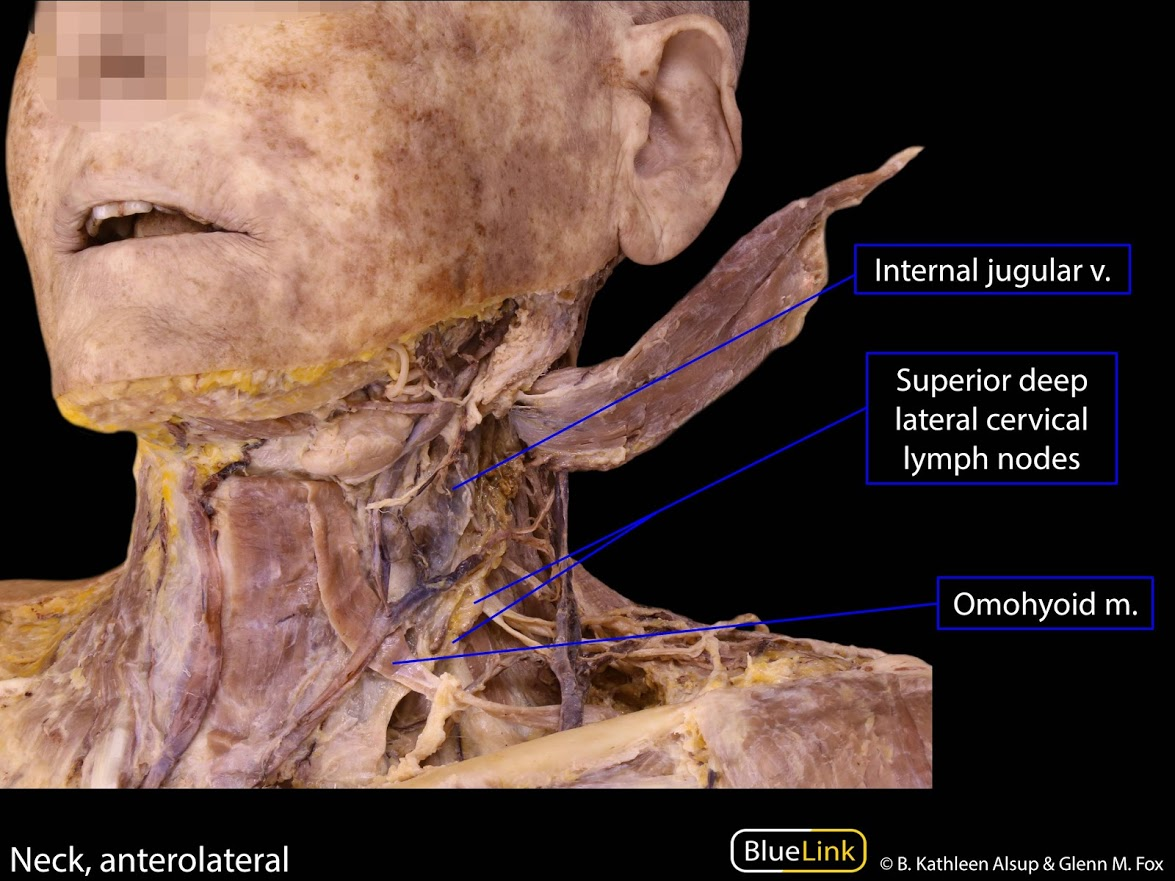 Internal jugular v.
Superior deep
lateral cervical
lymph nodes
Omohyoid m.
Neck, anterolateral
BlueLink
© B. Kathleen Alsup & Glenn M. Fox